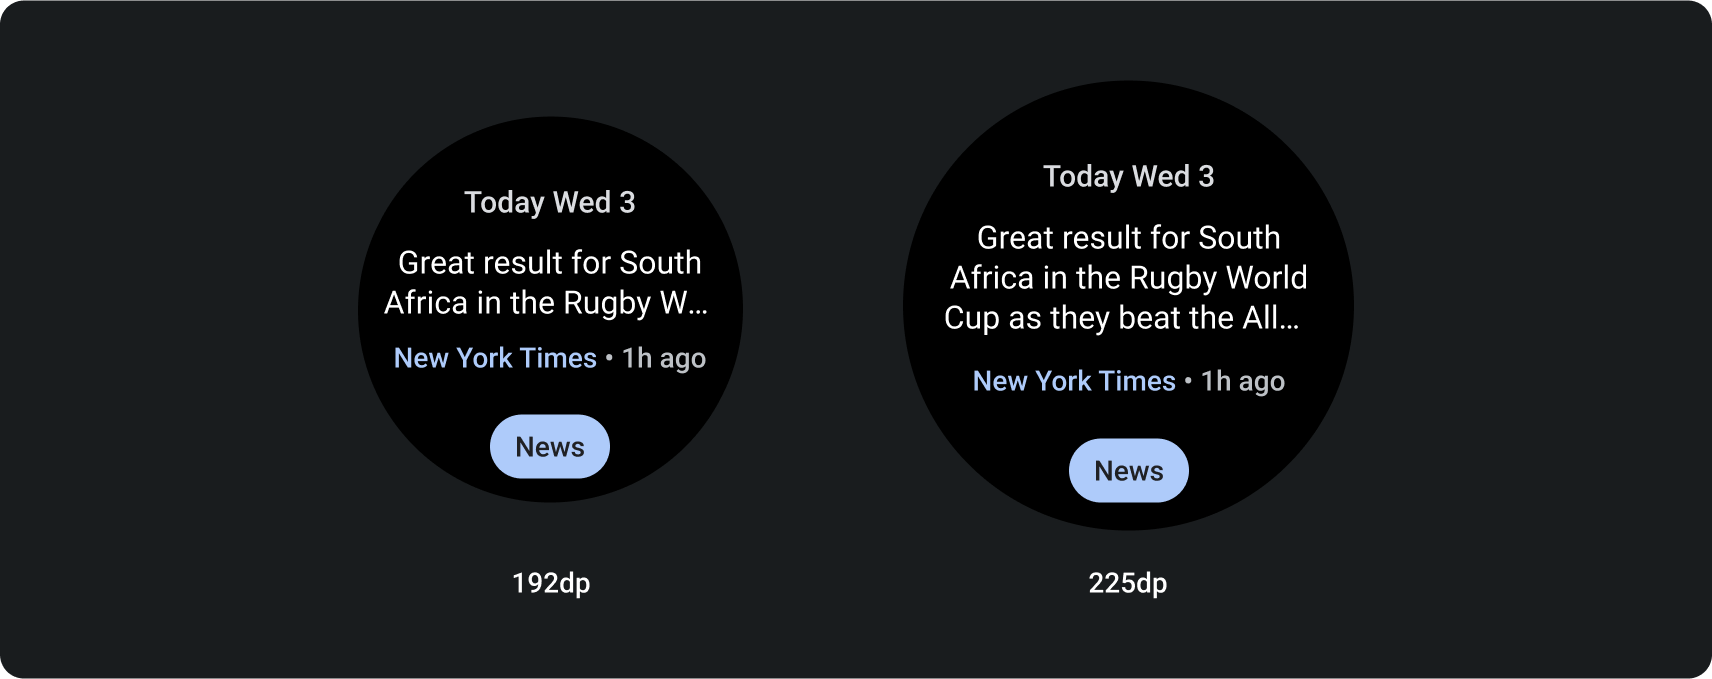 Today Wed 3
Great result for South
Africa in the Rugby W...
New York Times • 1h ago
News
192dp
Today Wed 3
Great result for South
Africa in the Rugby World
Cup as they beat the All...
New York Times • 1h ago
News
225dp